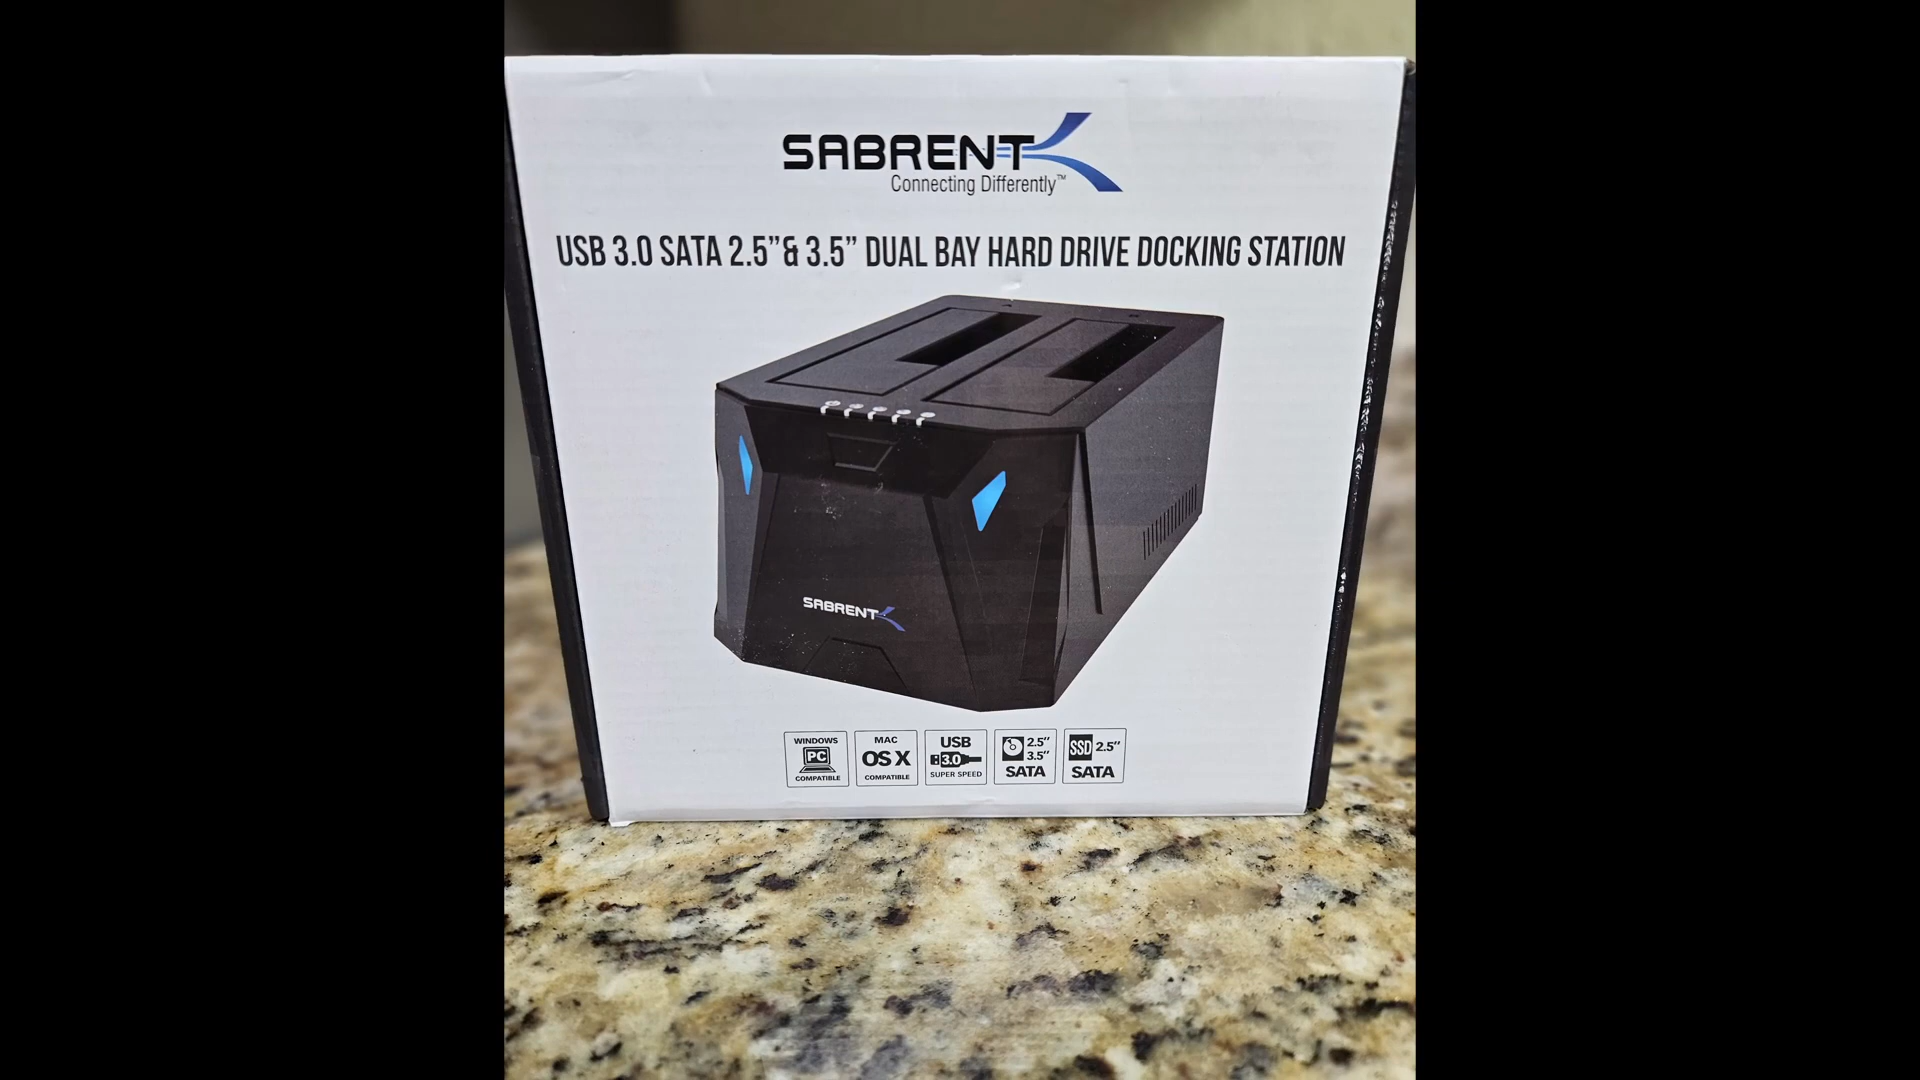 SABRENT
Connecting Differently™
USB 3.0 SATA 2.5”& 3.5” DUAL BAY HARD DRIVE DOCKING STATION
SABRENT
WINDOWS
PC
COMPATIBLE
MAC
OS X
COMPATIBLE
USB
3.0
SUPER SPEED
2.5”
3.5”
SATA
SSD 2.5”
SATA